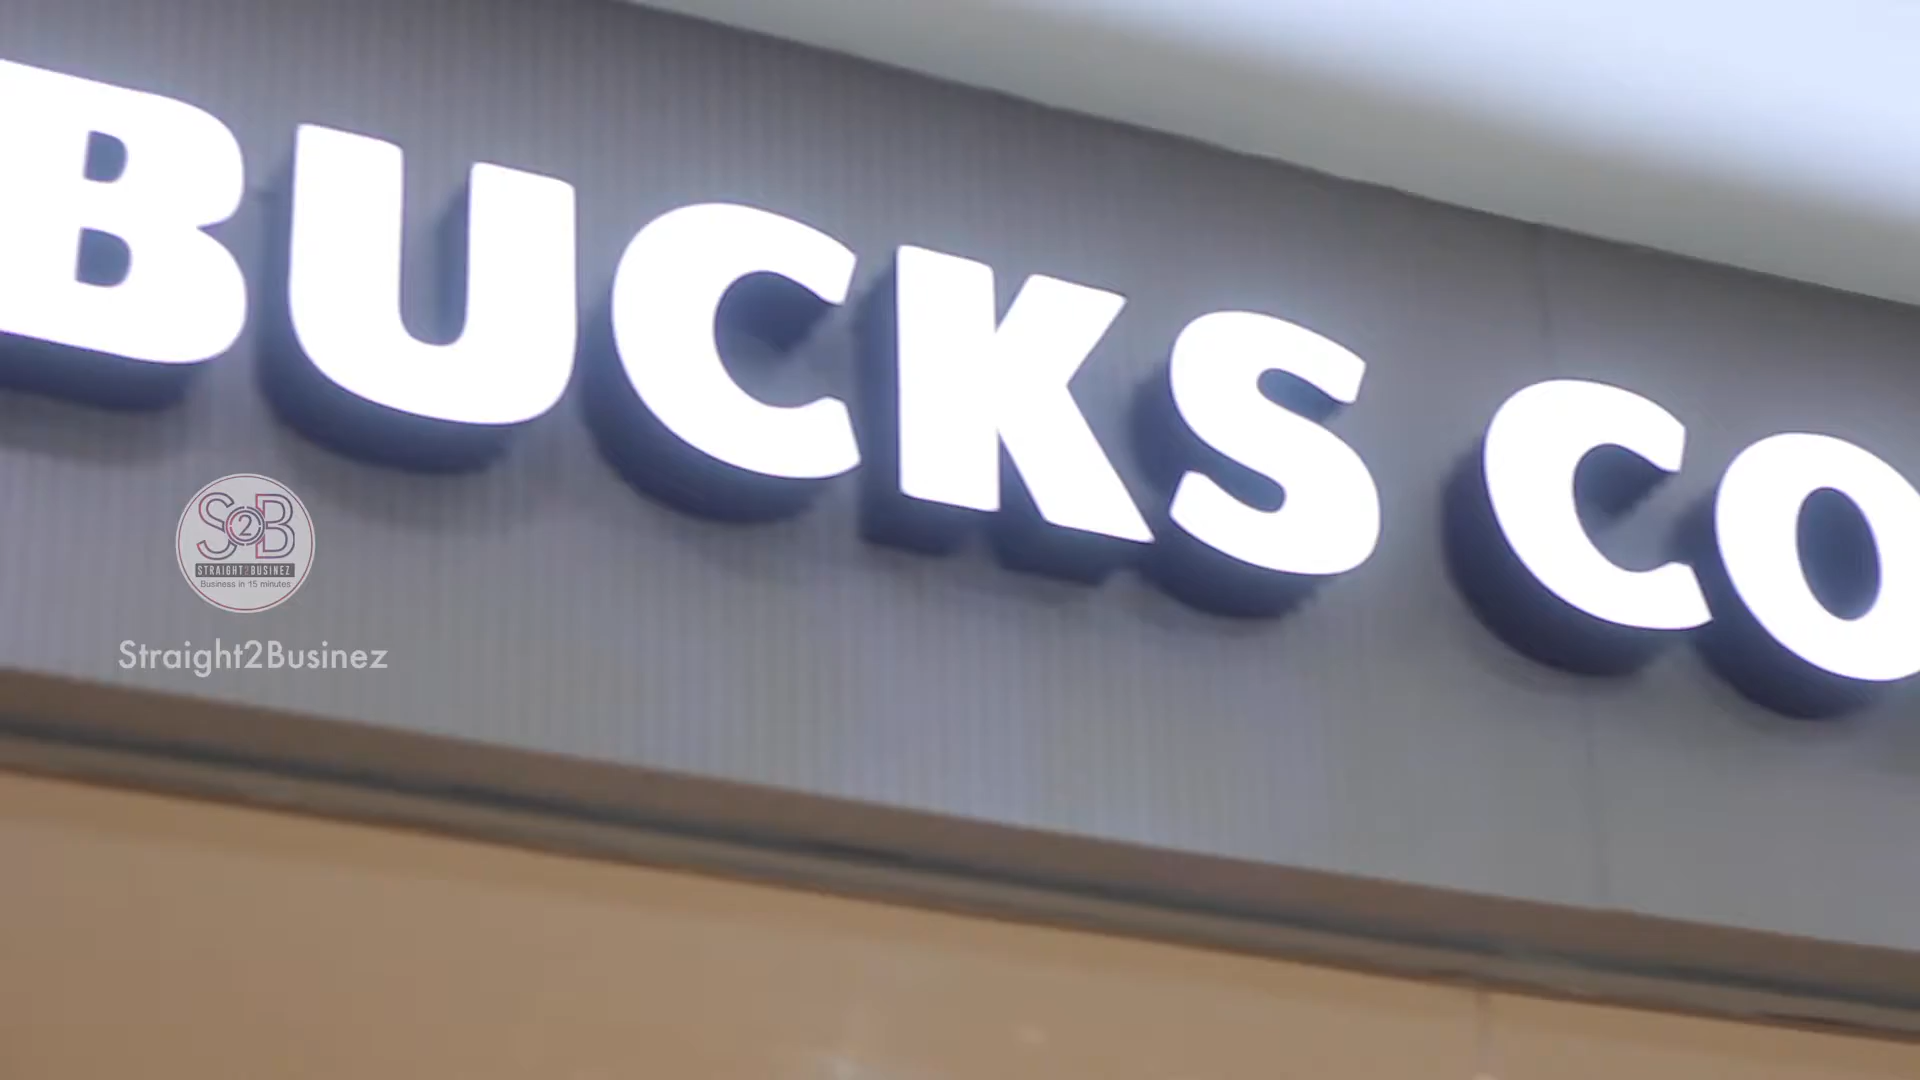 BUCKS CO
S2B
STRAIGHT2BUSINEZ
Business in 15 minutes
Straight2Businez